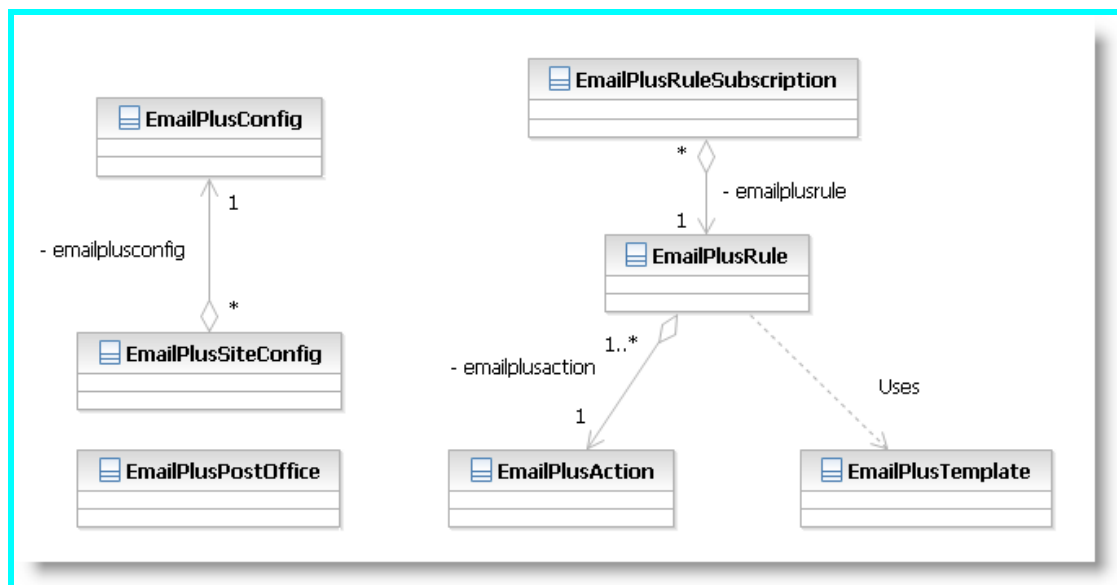 EmailPlusConfig
1
- emailplusconfig
*
EmailPlusSiteConfig
EmailPlusPostOffice
EmailPlusRuleSubscription
*
- emailplusrule
1
EmailPlusRule
1..*
- emailplusaction
1
Uses
EmailPlusAction
EmailPlusTemplate